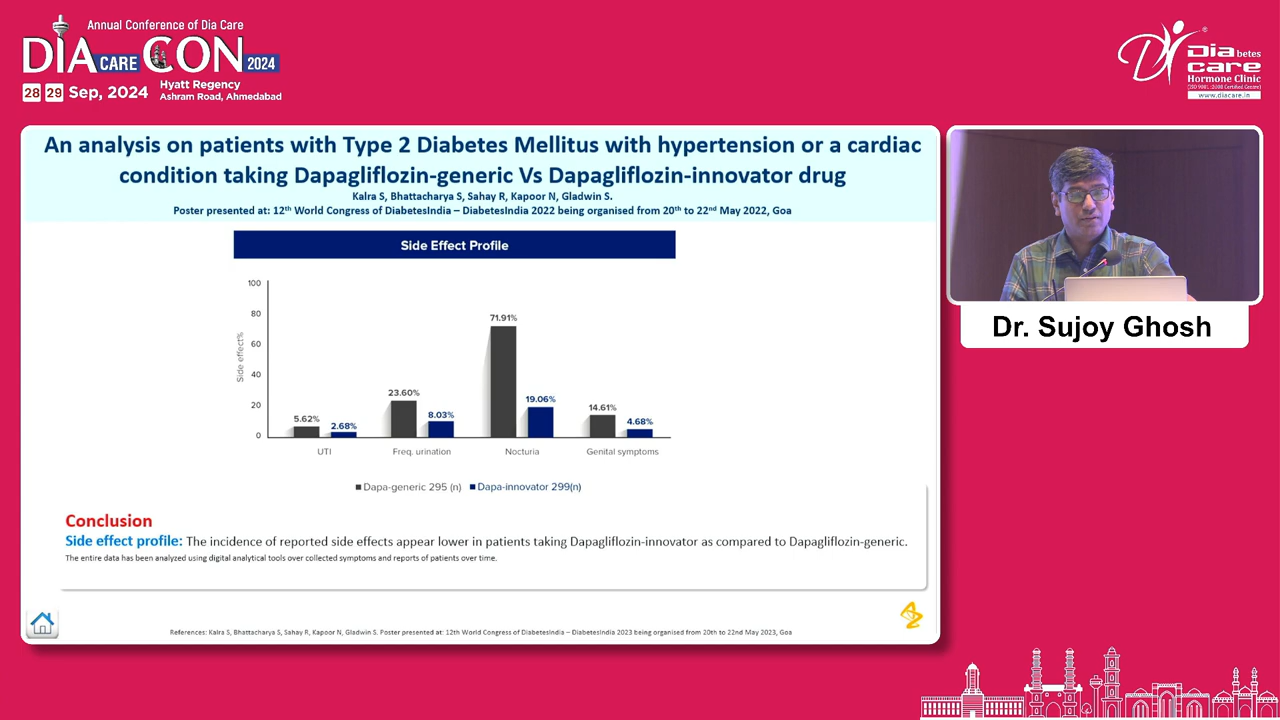 Annual Conference of Dia Care
DIA CARE CON 2024
28 29 Sep, 2024
Hyatt Regency
Ashram Road, Ahmedabad
Diabetes
care
Hormone Clinic
(ISO 9001 : 2008 Certified Centre)
www.diacare.in
An analysis on patients with Type 2 Diabetes Mellitus with hypertension or a cardiac
condition taking Dapagliflozin-generic Vs Dapagliflozin-innovator drug
Kalra S, Bhattacharya S, Sahay R, Kapoor N, Gladwin S.
Poster presented at: 12th World Congress of DiabetesIndia – DiabetesIndia 2022 being organised from 20th to 22nd May 2022, Goa
Side Effect Profile
Side effect%
100
80
60
40
20
0
5.62%
2.68%
23.60%
8.03%
71.91%
19.06%
14.61%
4.68%
UTI
Freq. urination
Nocturia
Genital symptoms
Dapa-generic 295 (n)
Dapa-innovator 299(n)
Conclusion
Side effect profile: The incidence of reported side effects appear lower in patients taking Dapagliflozin-innovator as compared to Dapagliflozin-generic.
The entire data has been analyzed using digital analytical tools over collected symptoms and reports of patients over time.
References: Kalra S, Bhattacharya S, Sahay R, Kapoor N, Gladwin S. Poster presented at: 12th World Congress of DiabetesIndia – DiabetesIndia 2023 being organised from 20th to 22nd May 2023, Goa
Dr. Sujoy Ghosh